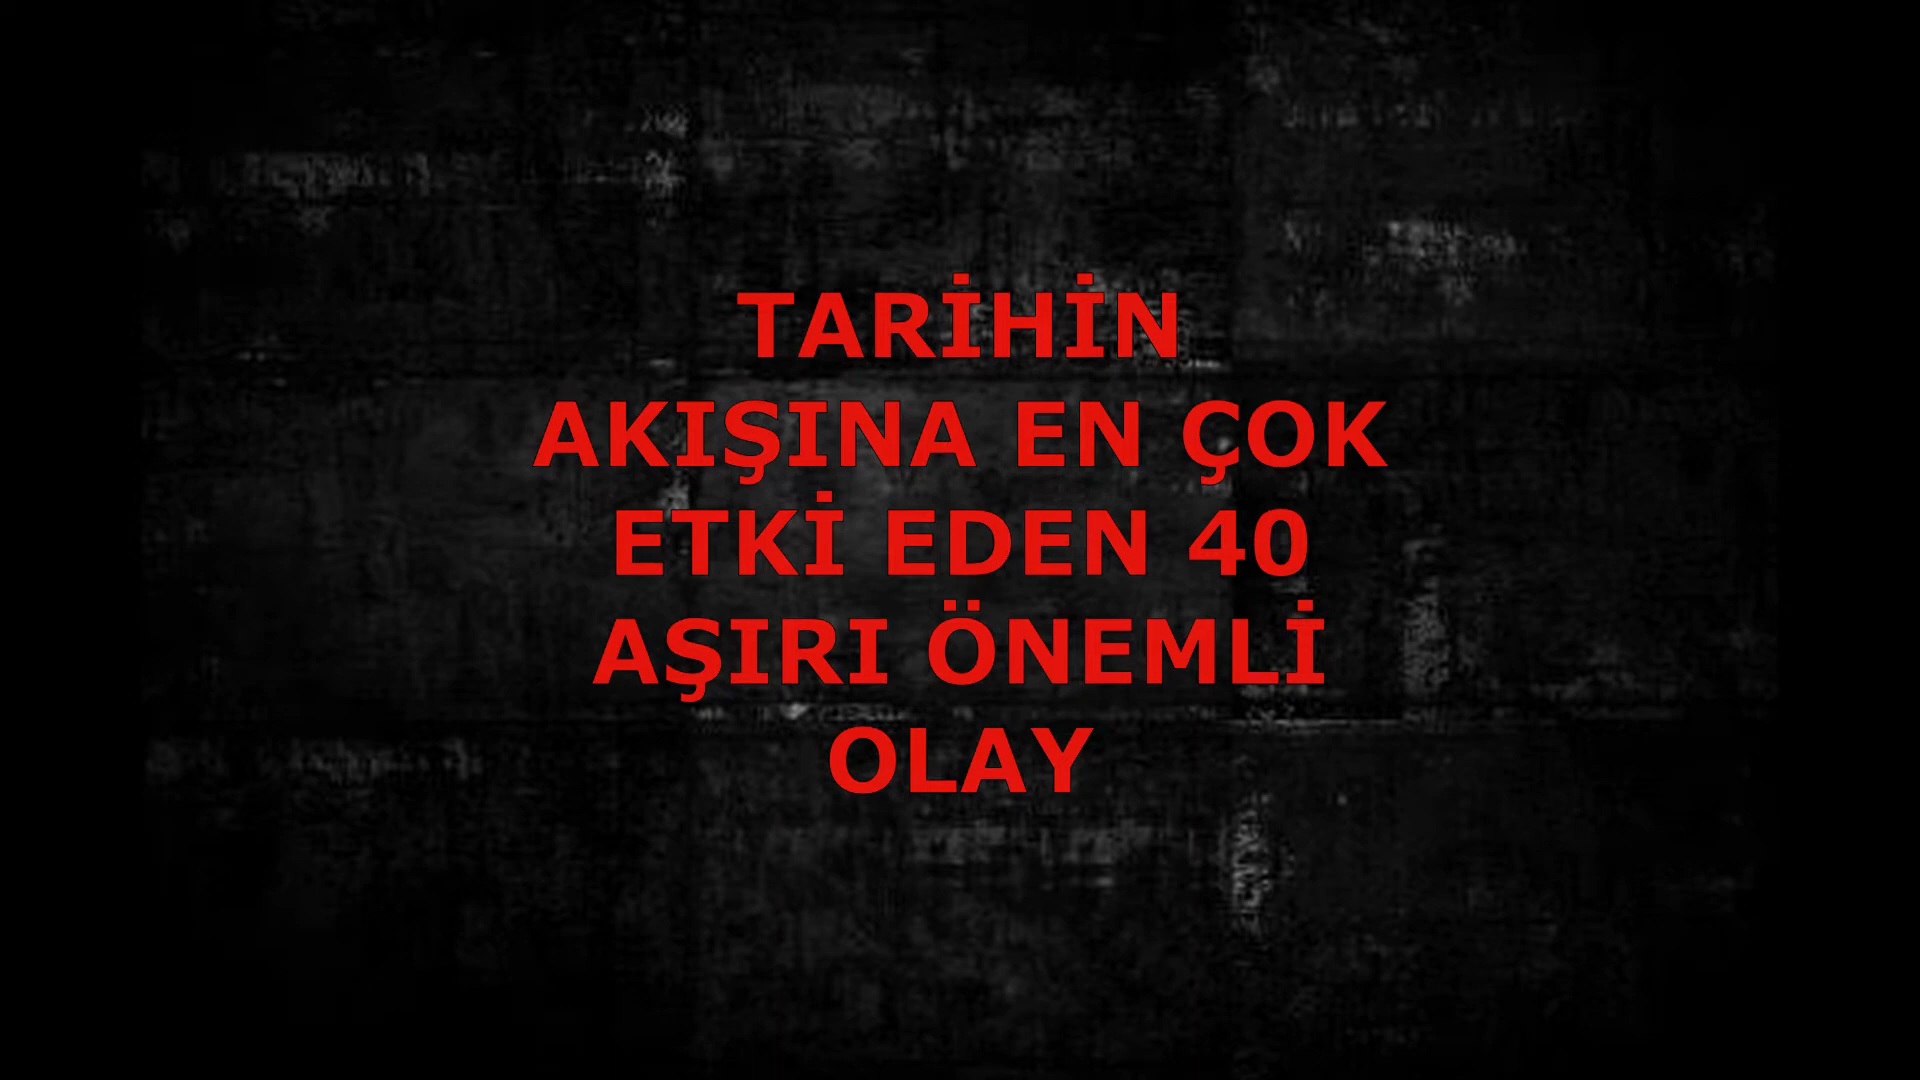 TARİHİN
AKIŞINA EN ÇOK
ETKİ EDEN 40
AŞIRI ÖNEMLİ
OLAY